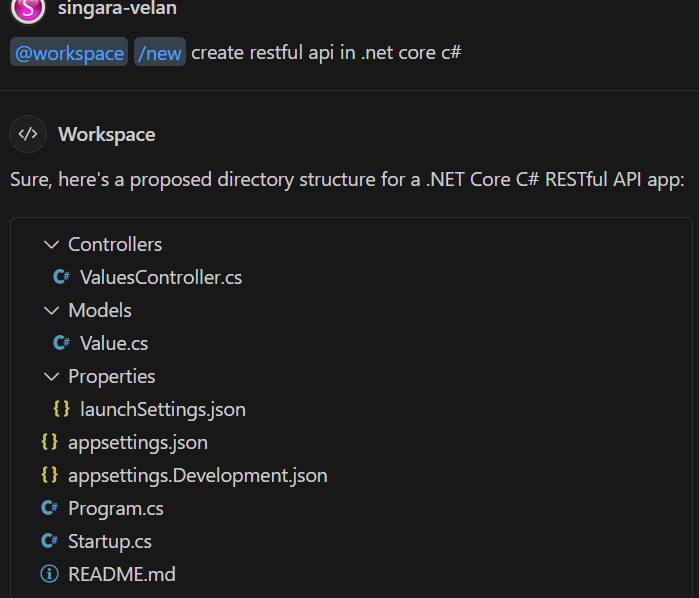 S
singara-velan
@workspace /new create restful api in .net core c#
</> Workspace
Sure, here's a proposed directory structure for a .NET Core C# RESTful API app:
Controllers
C# ValuesController.cs
Models
C# Value.cs
Properties
{} launchSettings.json
{} appsettings.json
{} appsettings.Development.json
C# Program.cs
C# Startup.cs
README.md